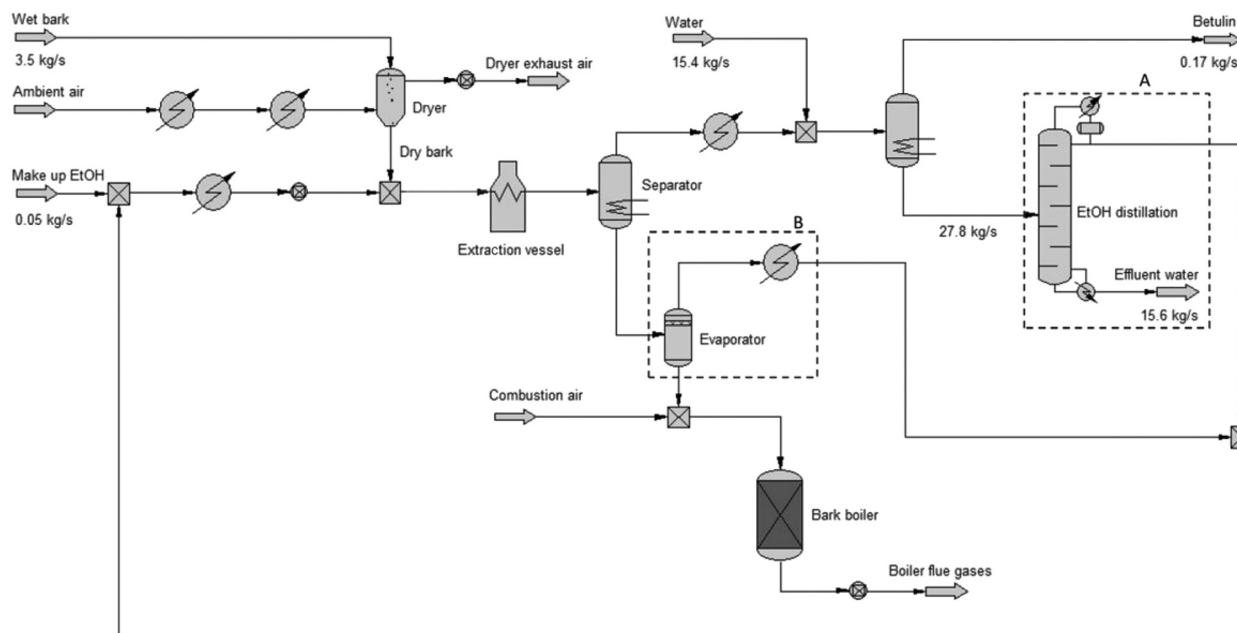 Wet bark
3.5 kg/s
Ambient air
Make up EtOH
0.05 kg/s
Dryer exhaust air
Dryer
Dry bark
Extraction vessel
Separator
Water
15.4 kg/s
Betulin
0.17 kg/s
A
EtOH distillation
27.8 kg/s
Effluent water
15.6 kg/s
B
Evaporator
Combustion air
Bark boiler
Boiler flue gases